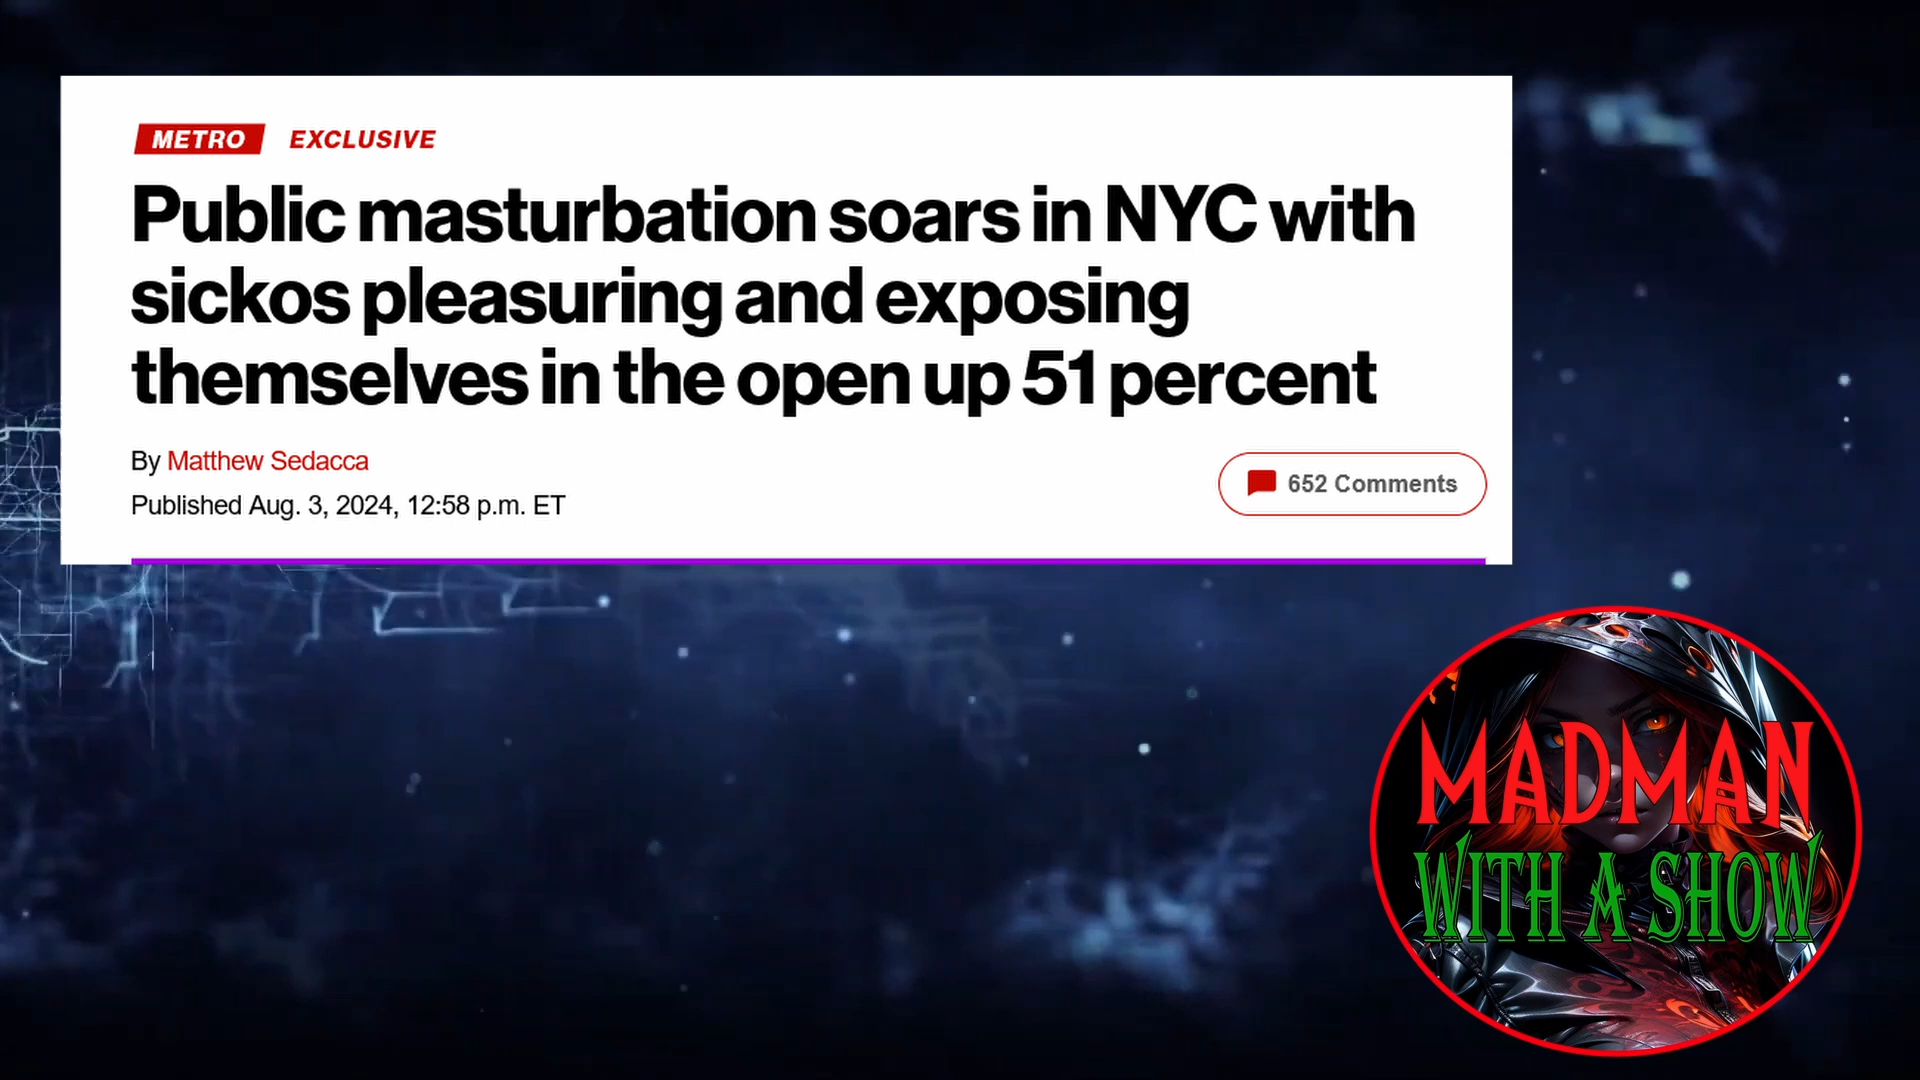 METRO EXCLUSIVE
Public masturbation soars in NYC with
sickos pleasuring and exposing
themselves in the open up 51 percent
By Matthew Sedacca
Published Aug. 3, 2024, 12:58 p.m. ET
652 Comments
MADMAN
WITH A SHOW